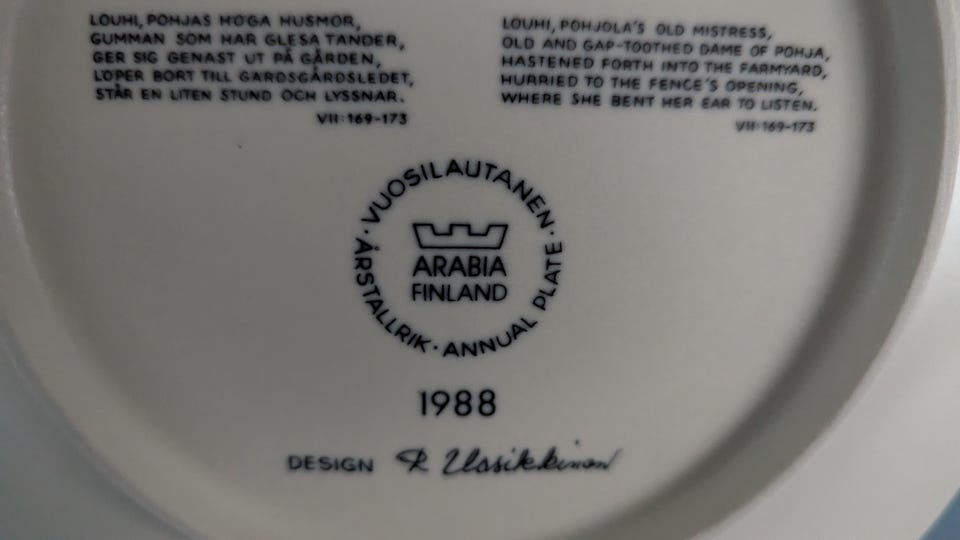 LOUHI, POHJAS HÖGA HUSMOR,
GUMMAN SOM HAR GLESA TÄNDER,
GER SIG GENAST UT PÅ GÅRDEN,
LÖPER BORT TILL GÄRDSGÅRDSLEDET,
STÅR EN LITEN STUND OCH LYSSNAR.
VII:169-173
LOUHI, POHJOLA'S OLD MISTRESS,
OLD AND GAP-TOOTHED DAME OF POHJA,
HASTENED FORTH INTO THE FARMYARD,
HURRIED TO THE FENCE'S OPENING,
WHERE SHE BENT HER EAR TO LISTEN.
VII:169-173
· VUOSILAUTANEN ·
ARABIA
FINLAND
ÅRSTALLRIK · ANNUAL PLATE
1988
DESIGN R Uosikkinen